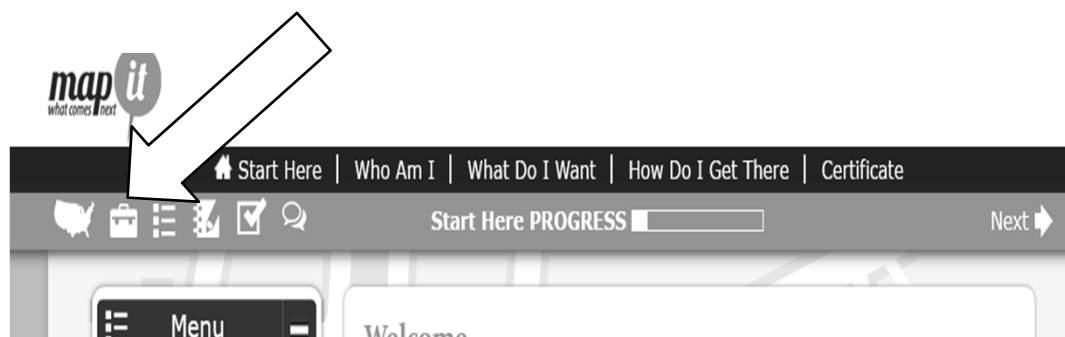 map it
what comes next
Start Here | Who Am I | What Do I Want | How Do I Get There | Certificate
Start Here PROGRESS
Next
Menu
Welcome